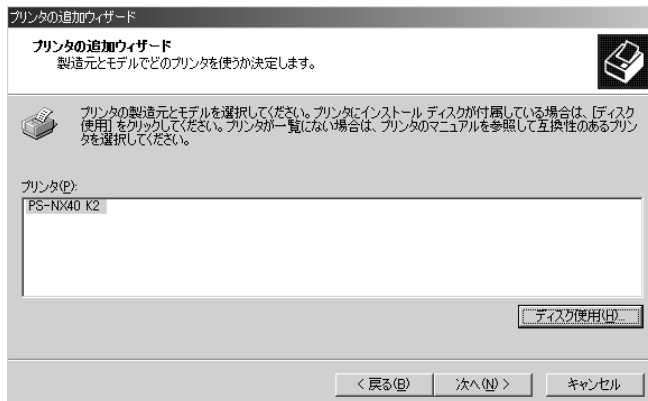 プリンタの追加ウィザード
プリンタの追加ウィザード
製造元とモデルでどのプリンタを使うか決定します。
プリンタの製造元とモデルを選択してください。プリンタにインストール ディスクが付属している場合は、[ディスク
使用] をクリックしてください。プリンタが一覧にない場合は、プリンタのマニュアルを参照して互換性のあるプリン
タを選択してください。
プリンタ(P):
PS-NX40 K2
ディスク使用(H)...
< 戻る(B) 次へ(N) > キャンセル